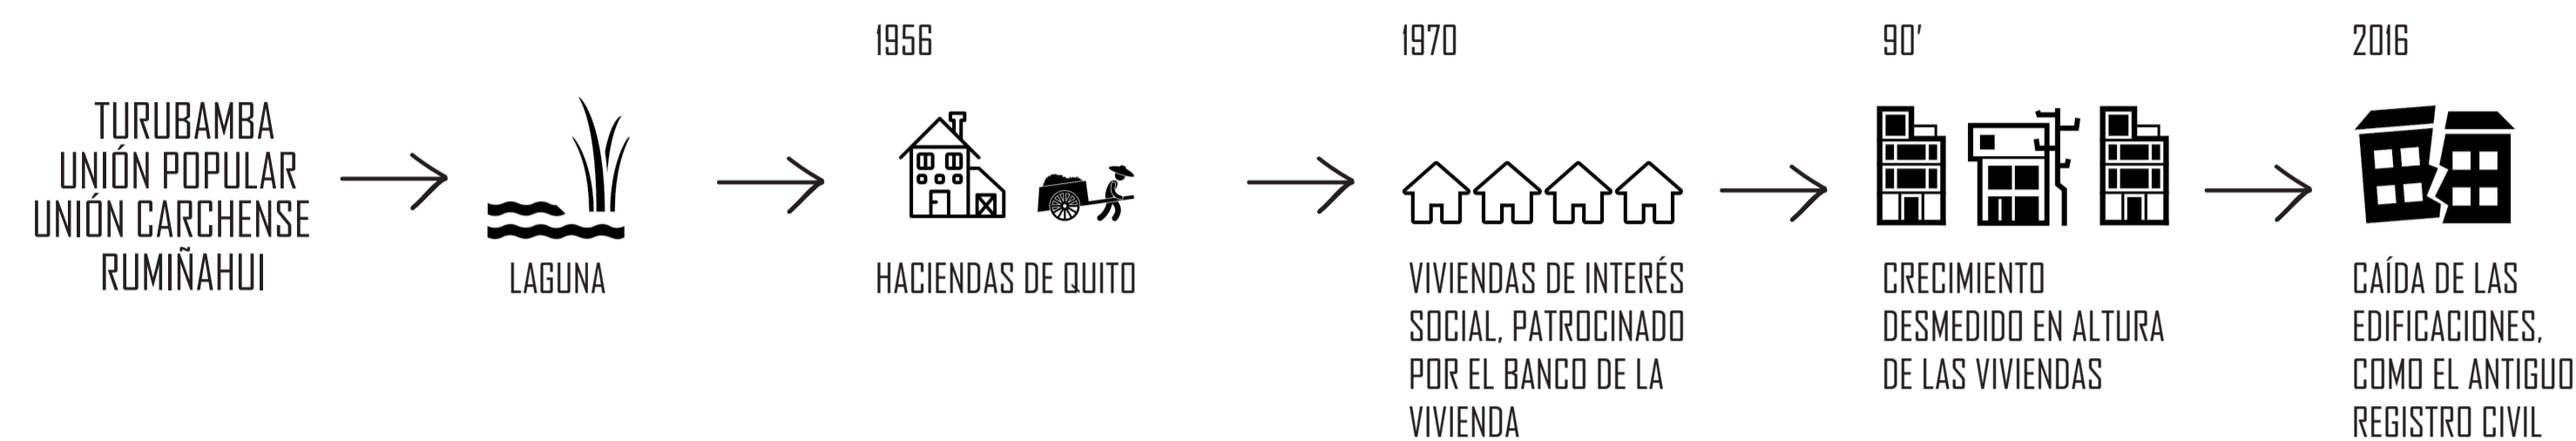 TURUBAMBA
UNIÓN POPULAR
UNIÓN CARCHENSE
RUMIÑAHUI
LAGUNA
1956
HACIENDAS DE QUITO
1970
VIVIENDAS DE INTERÉS
SOCIAL, PATROCINADO
POR EL BANCO DE LA
VIVIENDA
90'
CRECIMIENTO
DESMEDIDO EN ALTURA
DE LAS VIVIENDAS
2016
CAÍDA DE LAS
EDIFICACIONES,
COMO EL ANTIGUO
REGISTRO CIVIL